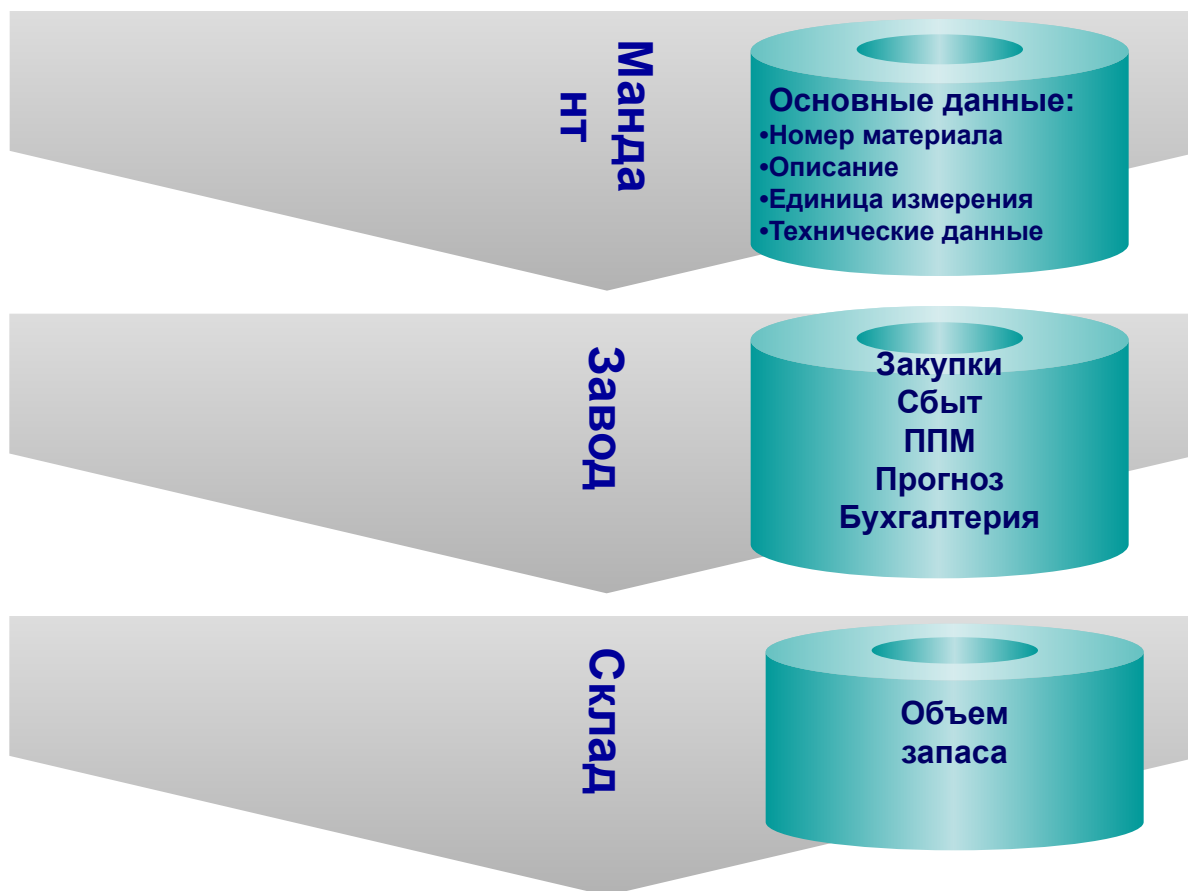 Манда
нт
Основные данные:
•Номер материала
•Описание
•Единица измерения
•Технические данные
Завод
Закупки
Сбыт
ППМ
Прогноз
Бухгалтерия
Склад
Объем
запаса